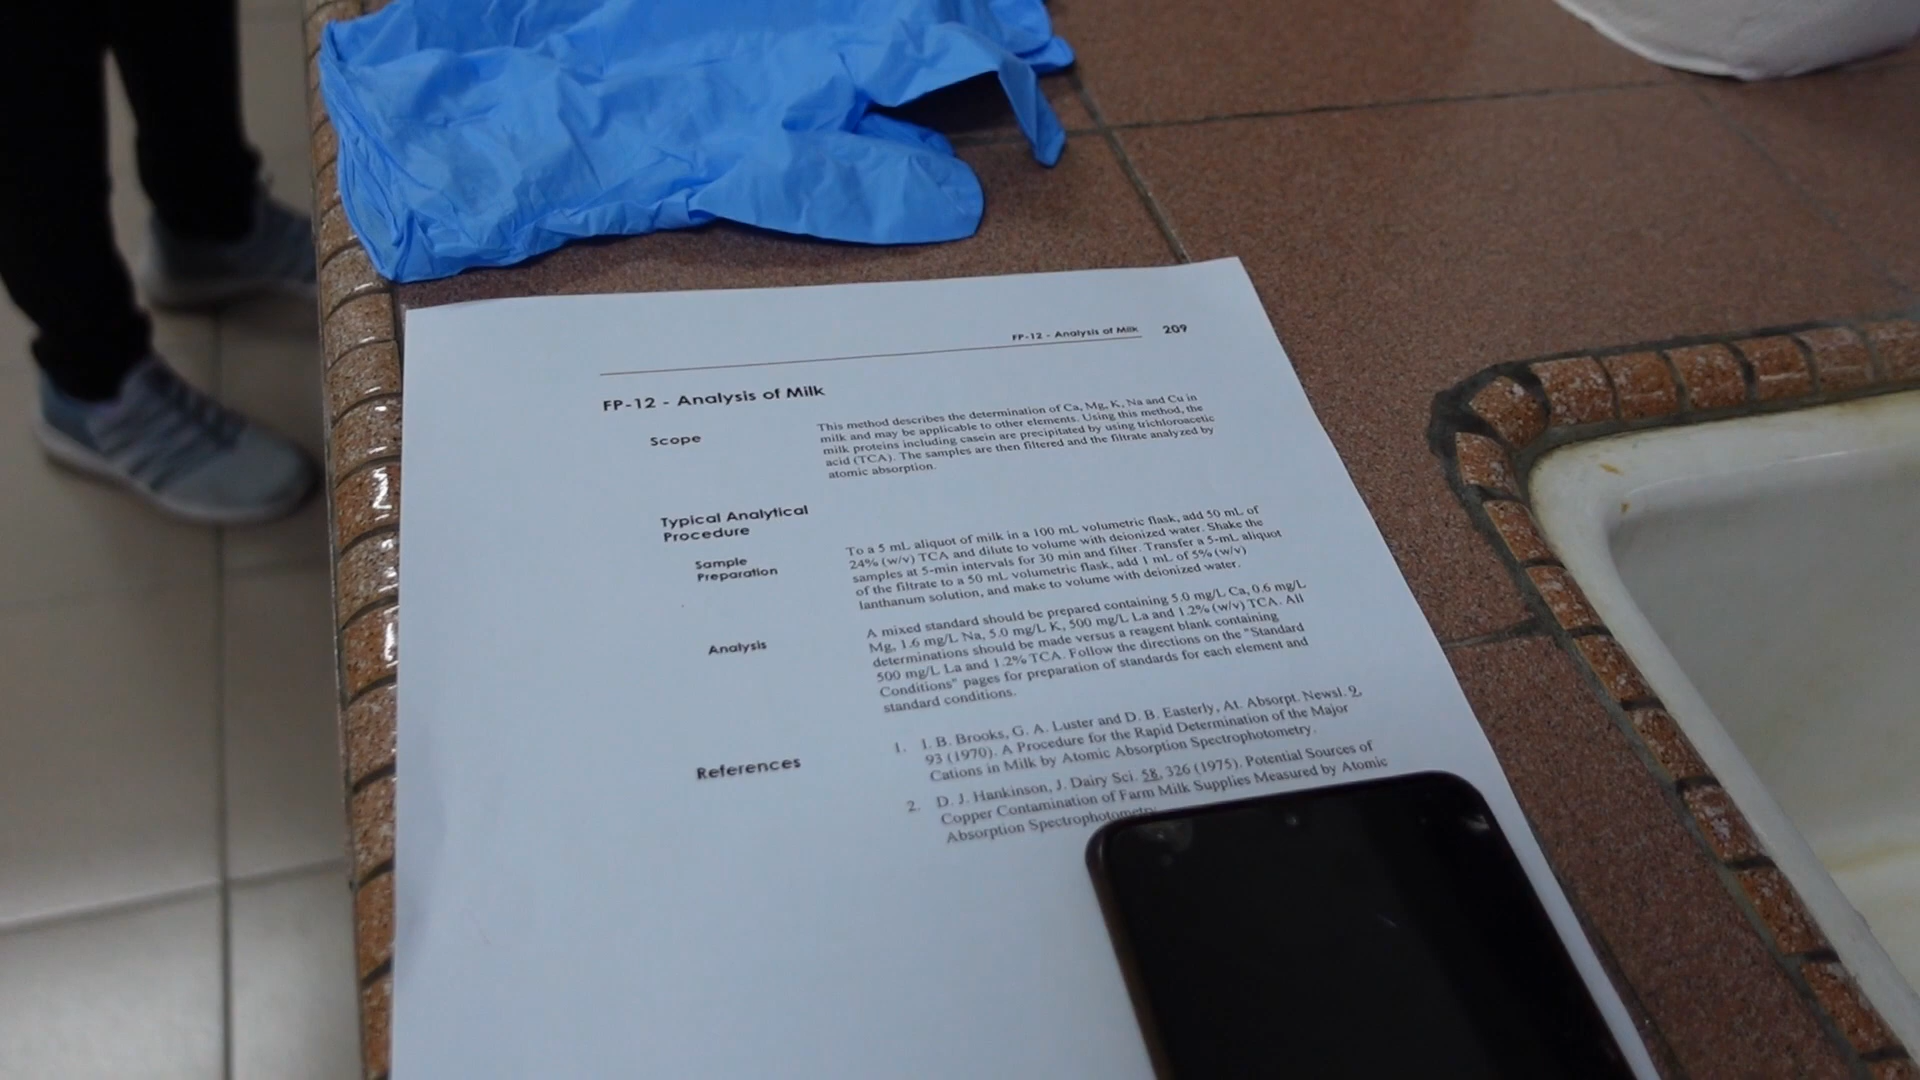 FP-12 - Analysis of Milk 209
FP-12 - Analysis of Milk
Scope
This method describes the determination of Ca, Mg, K, Na and Cu in
milk and may be applicable to other elements. Using this method, the
milk proteins including casein are precipitated by using trichloroacetic
acid (TCA). The samples are then filtered and the filtrate analyzed by
atomic absorption.
Typical Analytical
Procedure
Sample
Preparation
To a 5 mL aliquot of milk in a 100 mL volumetric flask, add 50 mL of
24% (w/v) TCA and dilute to volume with deionized water. Shake the
samples at 5-min intervals for 30 min and filter. Transfer a 5-mL aliquot
of the filtrate to a 50 mL volumetric flask, add 1 mL of 5% (w/v)
lanthanum solution, and make to volume with deionized water.
Analysis
A mixed standard should be prepared containing 5.0 mg/L Ca, 0.6 mg/L
Mg, 1.6 mg/L Na, 5.0 mg/L K, 500 mg/L La and 1.2% (w/v) TCA. All
determinations should be made versus a reagent blank containing
500 mg/L La and 1.2% TCA. Follow the directions on the "Standard
Conditions" pages for preparation of standards for each element and
standard conditions.
References
1. I. B. Brooks, G. A. Luster and D. B. Easterly, At. Absorpt. Newsl. 9,
93 (1970). A Procedure for the Rapid Determination of the Major
Cations in Milk by Atomic Absorption Spectrophotometry.
2. D. J. Hankinson, J. Dairy Sci. 58, 326 (1975). Potential Sources of
Copper Contamination of Farm Milk Supplies Measured by Atomic
Absorption Spectrophotometry.